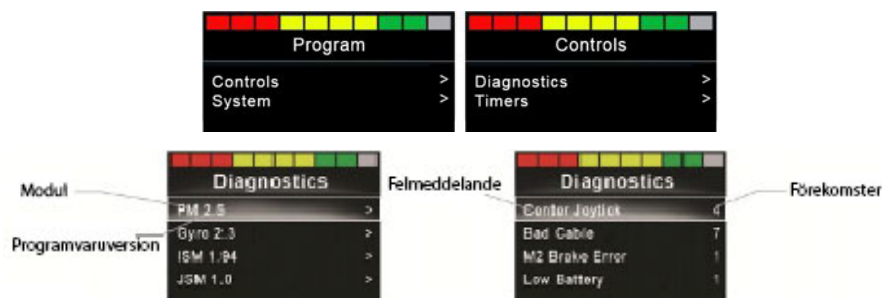 Program
Controls >
System >
Controls
Diagnostics >
Timers >
Modul
Programvaruversion
Diagnostics
PM 2.5 >
Gyro 2.3 >
ISM 1.94 >
JSM 1.0 >
Felmeddelande
Förekomster
Diagnostics
Center Joytick 4
Bad Cable 7
M2 Brake Error 1
Low Battery 1